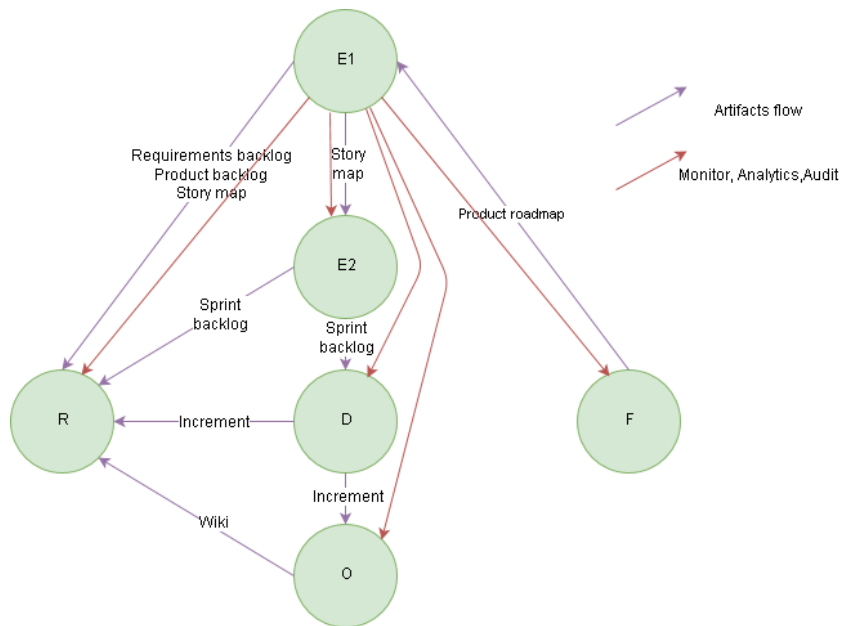 E1
Artifacts flow
Requirements backlog
Product backlog
Story map
Story
map
Monitor, Analytics,Audit
Product roadmap
E2
Sprint
backlog
Sprint
backlog
R
Increment
D
F
Increment
Wiki
O